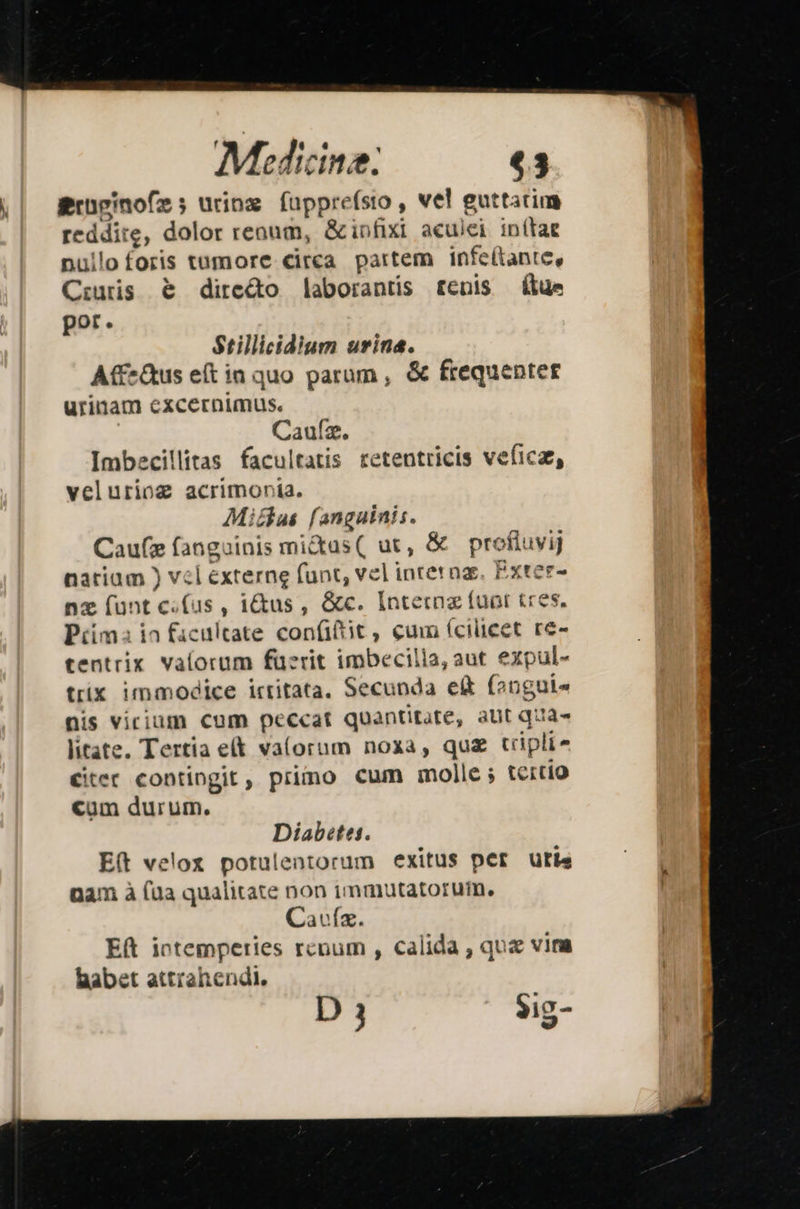 Medicinæ. 53
æruginosæ; urinæ suppressio, vel guttatim
reddite, dolor renum, & infixi aculei instar
nullo foris tumore circa partem infestante,
Cruris è directo laborantis renis stu-
por.
Stillicidium urinæ.
Affectus est in quo parum, & frequenter
urinam excernimus.
Causæ.
Imbecillitas facultatis retentricis vesicæ,
vel urinæ acrimonia.
Mictus sanguinis.
Causæ sanguinis mictus ( ut, & profluvij
narium ) vel externę sunt, vel internæ. Exter-
næ sunt casus, ictus, &c. Internæ sunt tres.
Prima in facultate consistit, cum scilicet re-
tentrix vasorum fuerit imbecilla, aut expul-
trix immodice irritata. Secunda est sangui-
nis vitium cum peccat quantitate, aut qua-
litate. Tertia est vasorum noxa, quæ tripli-
citer contingit, primo cum molle; tertio
cum durum.
Diabetes.
Est velox potulentorum exitus per uri-
nam à sua qualitate non immutatorum.
Causæ.
Est intemperies renum, calida, quæ vim
habet attrahendi.
D 3 Sig-